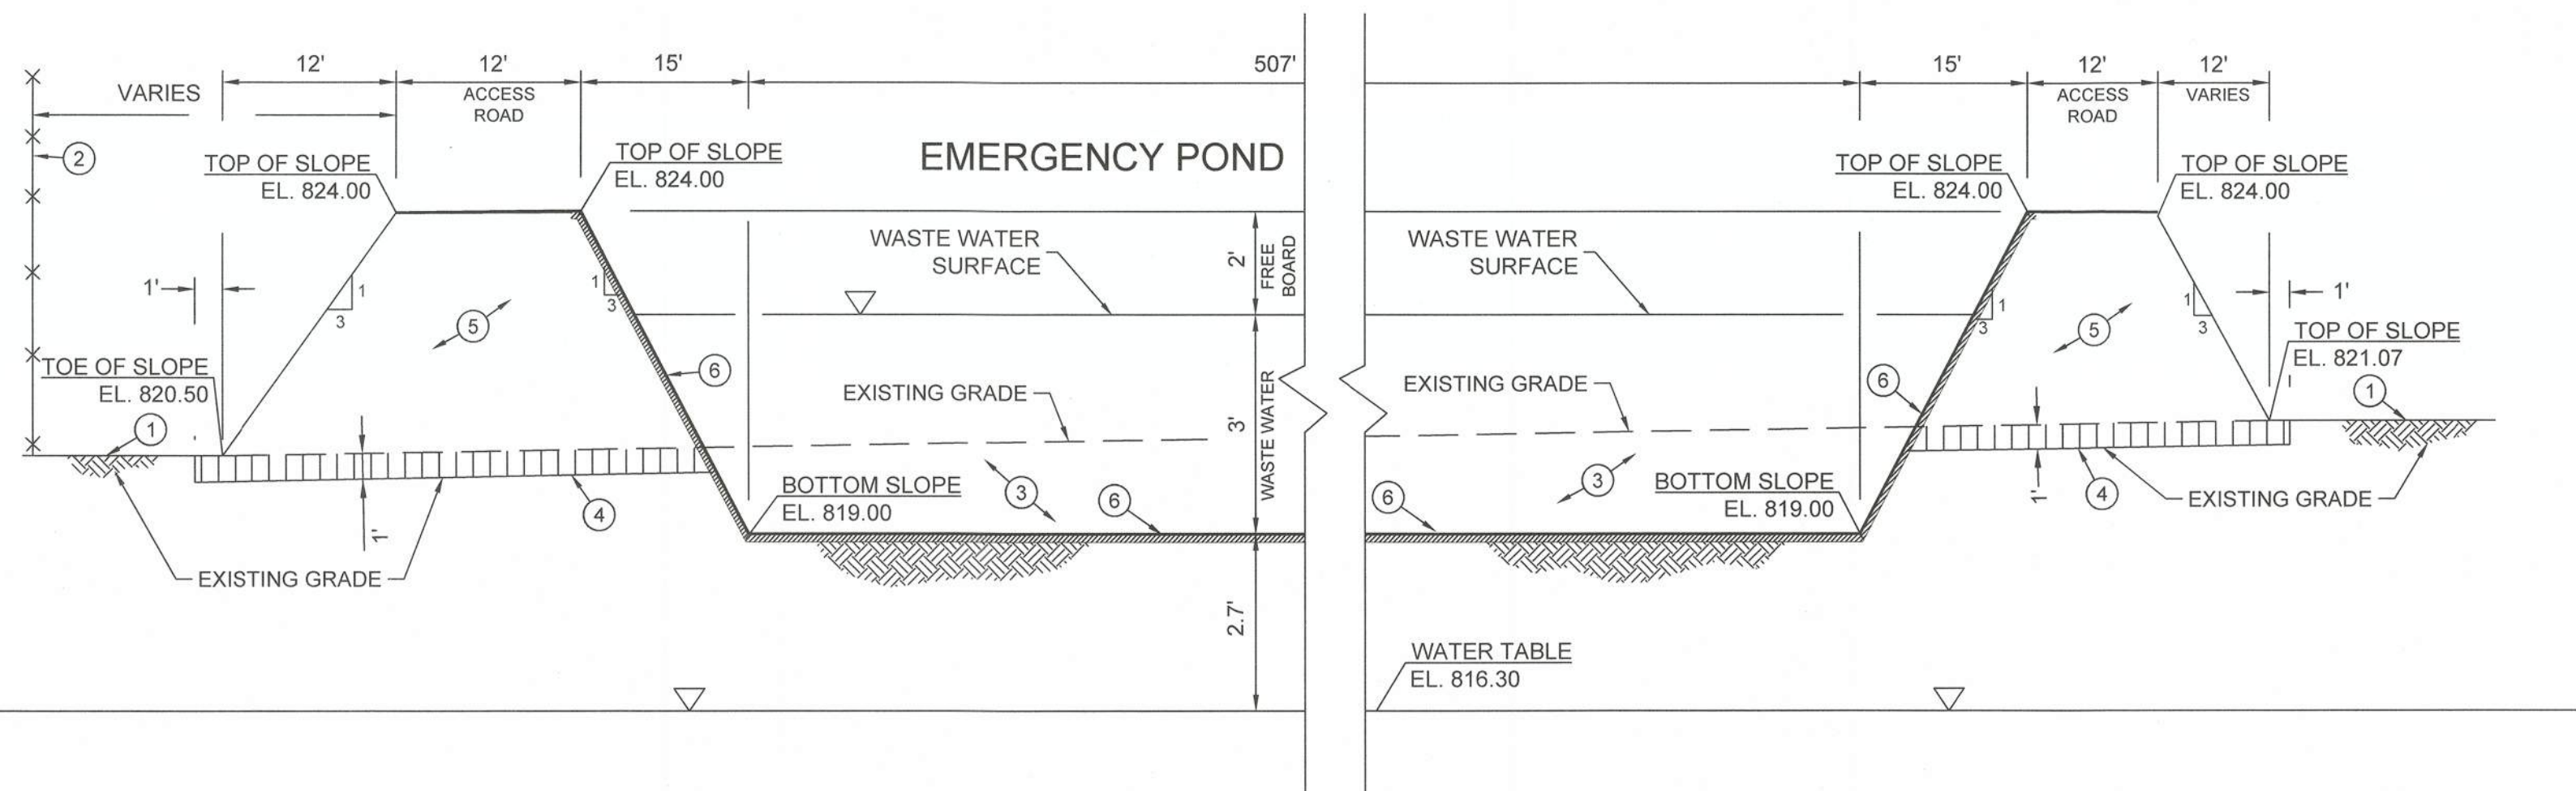 12'
12'
15'
507'
15'
12'
12'
VARIES
ACCESS
ROAD
ACCESS
ROAD
VARIES
2
TOP OF SLOPE
EL. 824.00
TOP OF SLOPE
EL. 824.00
EMERGENCY POND
TOP OF SLOPE
EL. 824.00
TOP OF SLOPE
EL. 824.00
WASTE WATER
SURFACE
2'
FREE
BOARD
WASTE WATER
SURFACE
1'
1
3
1
3
5
1
3
5
1
3
1'
TOP OF SLOPE
EL. 821.07
TOE OF SLOPE
EL. 820.50
6
EXISTING GRADE
3'
WASTE WATER
EXISTING GRADE
6
1
1
1'
4
BOTTOM SLOPE
EL. 819.00
3
6
6
3
BOTTOM SLOPE
EL. 819.00
1'
4
EXISTING GRADE
EXISTING GRADE
2.7'
WATER TABLE
EL. 816.30